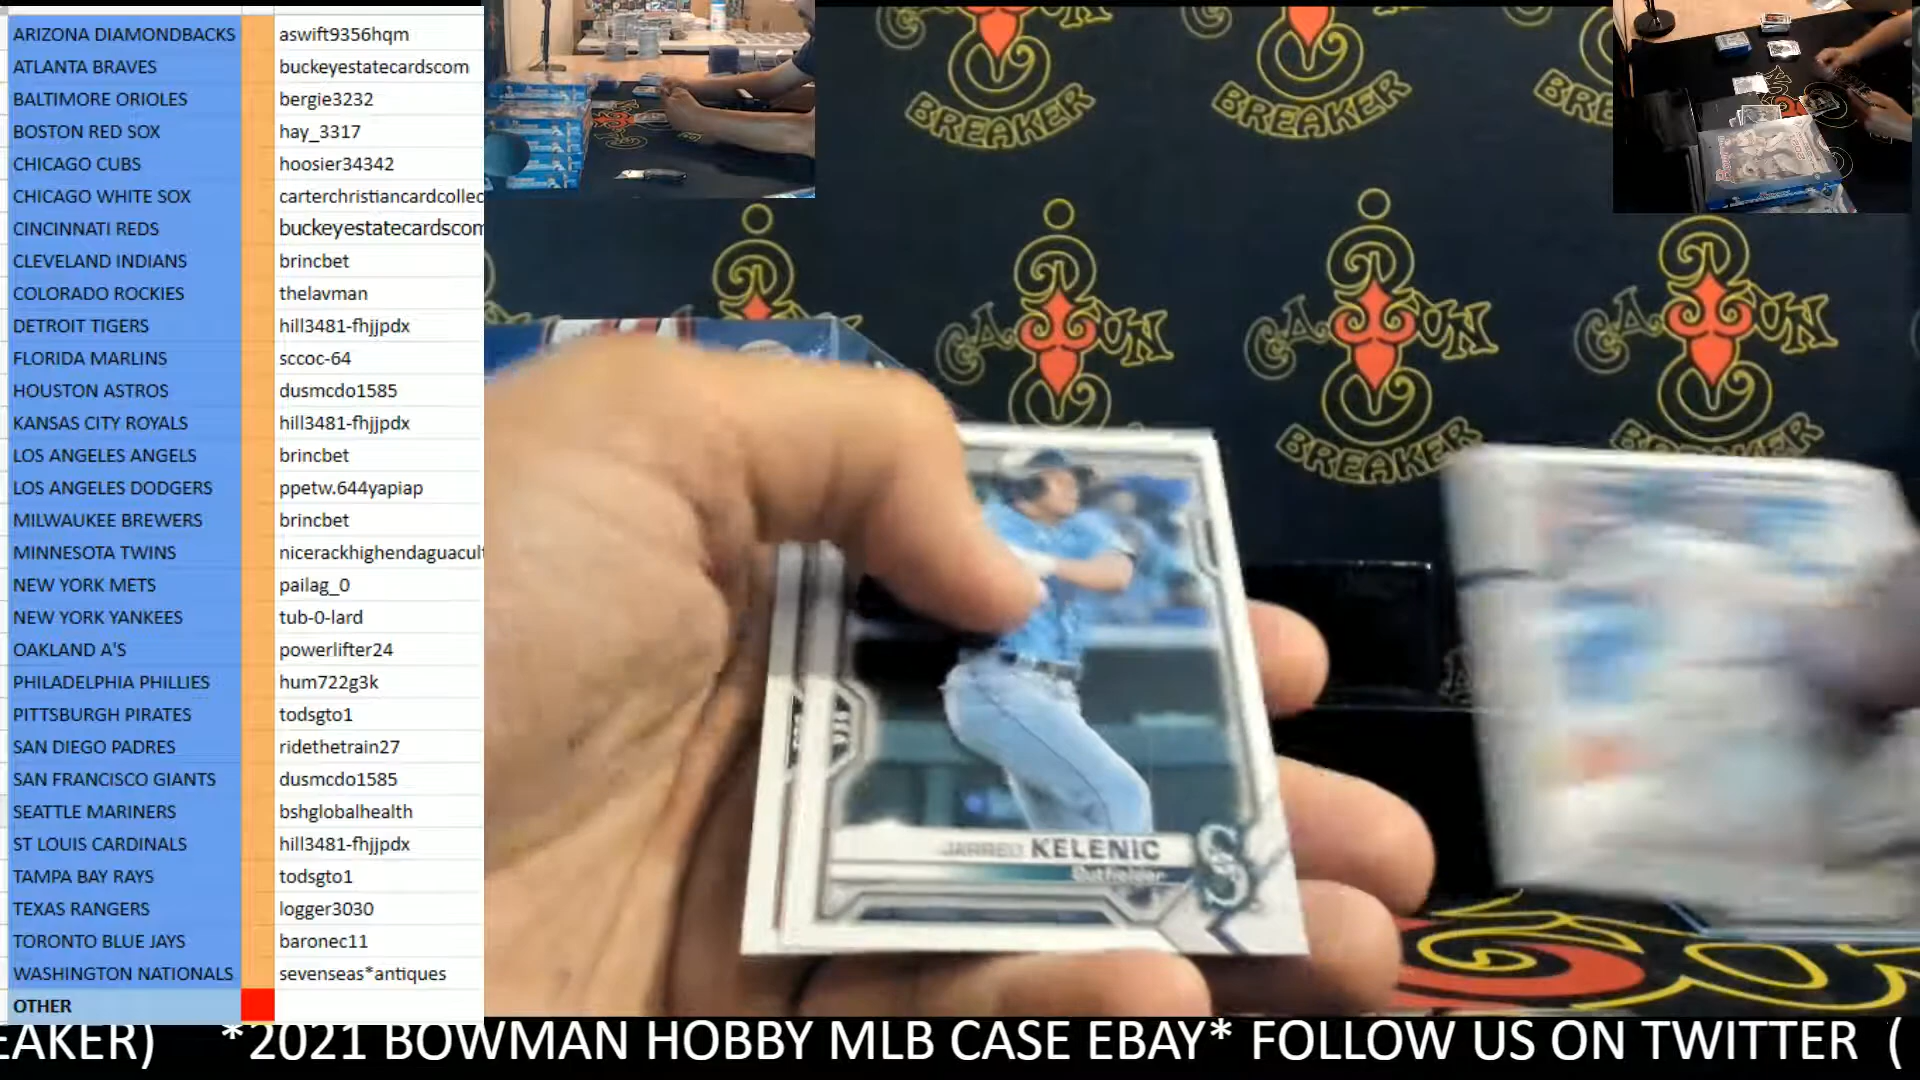 ARIZONA DIAMONDBACKS aswift9356hqm
ATLANTA BRAVES buckeyestatecardscom
BALTIMORE ORIOLES bergie3232
BOSTON RED SOX hay_3317
CHICAGO CUBS hoosier34342
CHICAGO WHITE SOX carterchristiancardcollec
CINCINNATI REDS buckeyestatecardscom
CLEVELAND INDIANS brincbet
COLORADO ROCKIES thelavman
DETROIT TIGERS hill3481-fhjjpdx
FLORIDA MARLINS sccoc-64
HOUSTON ASTROS dusmcdo1585
KANSAS CITY ROYALS hill3481-fhjjpdx
LOS ANGELES ANGELS brincbet
LOS ANGELES DODGERS ppetw.644yapiap
MILWAUKEE BREWERS brincbet
MINNESOTA TWINS nicerackhighendaguacult
NEW YORK METS pailag_0
NEW YORK YANKEES tub-0-lard
OAKLAND A'S powerlifter24
PHILADELPHIA PHILLIES hum722g3k
PITTSBURGH PIRATES todsgto1
SAN DIEGO PADRES ridethetrain27
SAN FRANCISCO GIANTS dusmcdo1585
SEATTLE MARINERS bshglobalhealth
ST LOUIS CARDINALS hill3481-fhjjpdx
TAMPA BAY RAYS todsgto1
TEXAS RANGERS logger3030
TORONTO BLUE JAYS baronec11
WASHINGTON NATIONALS sevenseas*antiques
OTHER
BREAKER
BREAKER
BRE
CAJUN
CAJUN
CAJUN
BREAKER
BREAKER
JARRED KELENIC
Outfielder
S
EAKER) *2021 BOWMAN HOBBY MLB CASE EBAY* FOLLOW US ON TWITTER (